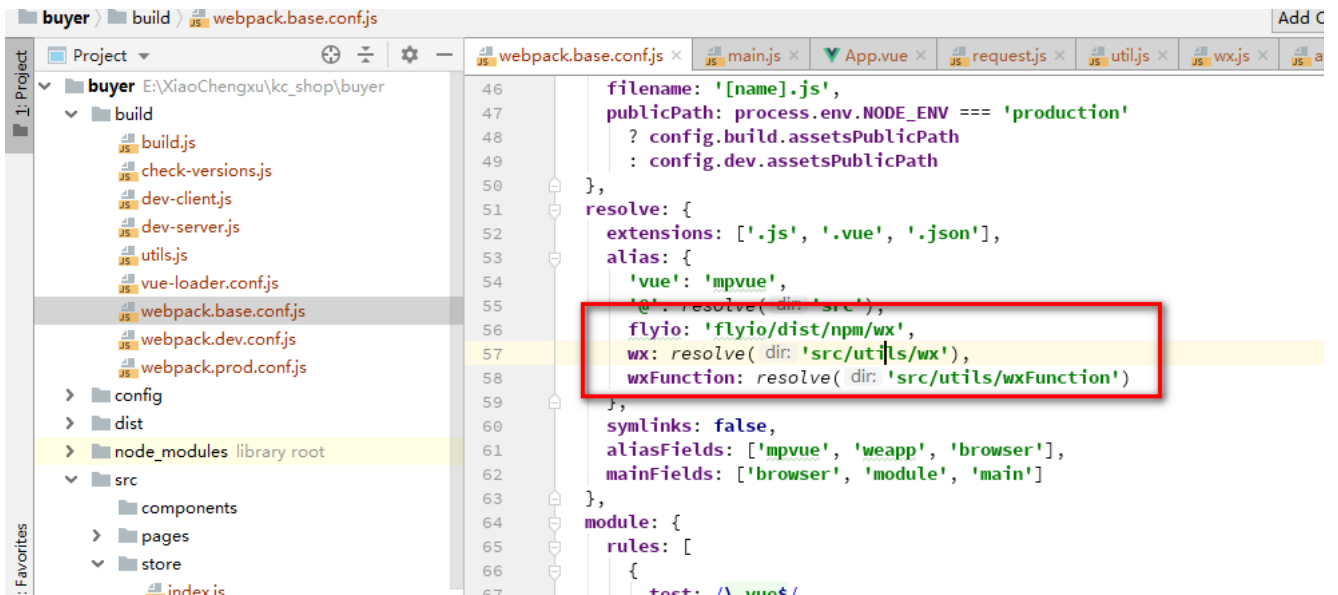 buyer build webpack.base.conf.js Add C
1: Project
Project
webpack.base.conf.js main.js App.vue request.js util.js wx.js a
buyer E:\XiaoChengxu\kc_shop\buyer
build
build.js
check-versions.js
dev-client.js
dev-server.js
utils.js
vue-loader.conf.js
webpack.base.conf.js
webpack.dev.conf.js
webpack.prod.conf.js
config
dist
node_modules library root
src
components
pages
store
index.js
Favorites
46 filename: '[name].js',
47 publicPath: process.env.NODE_ENV === 'production'
48 ? config.build.assetsPublicPath
49 : config.dev.assetsPublicPath
50 },
51 resolve: {
52 extensions: ['.js', '.vue', '.json'],
53 alias: {
54 'vue': 'mpvue',
55 '@': resolve( dir: 'src'),
56 flyio: 'flyio/dist/npm/wx',
57 wx: resolve( dir: 'src/utils/wx'),
58 wxFunction: resolve( dir: 'src/utils/wxFunction')
59 },
60 symlinks: false,
61 aliasFields: ['mpvue', 'weapp', 'browser'],
62 mainFields: ['browser', 'module', 'main']
63 },
64 module: {
65 rules: [
66 {
67 test: /\.vue$/